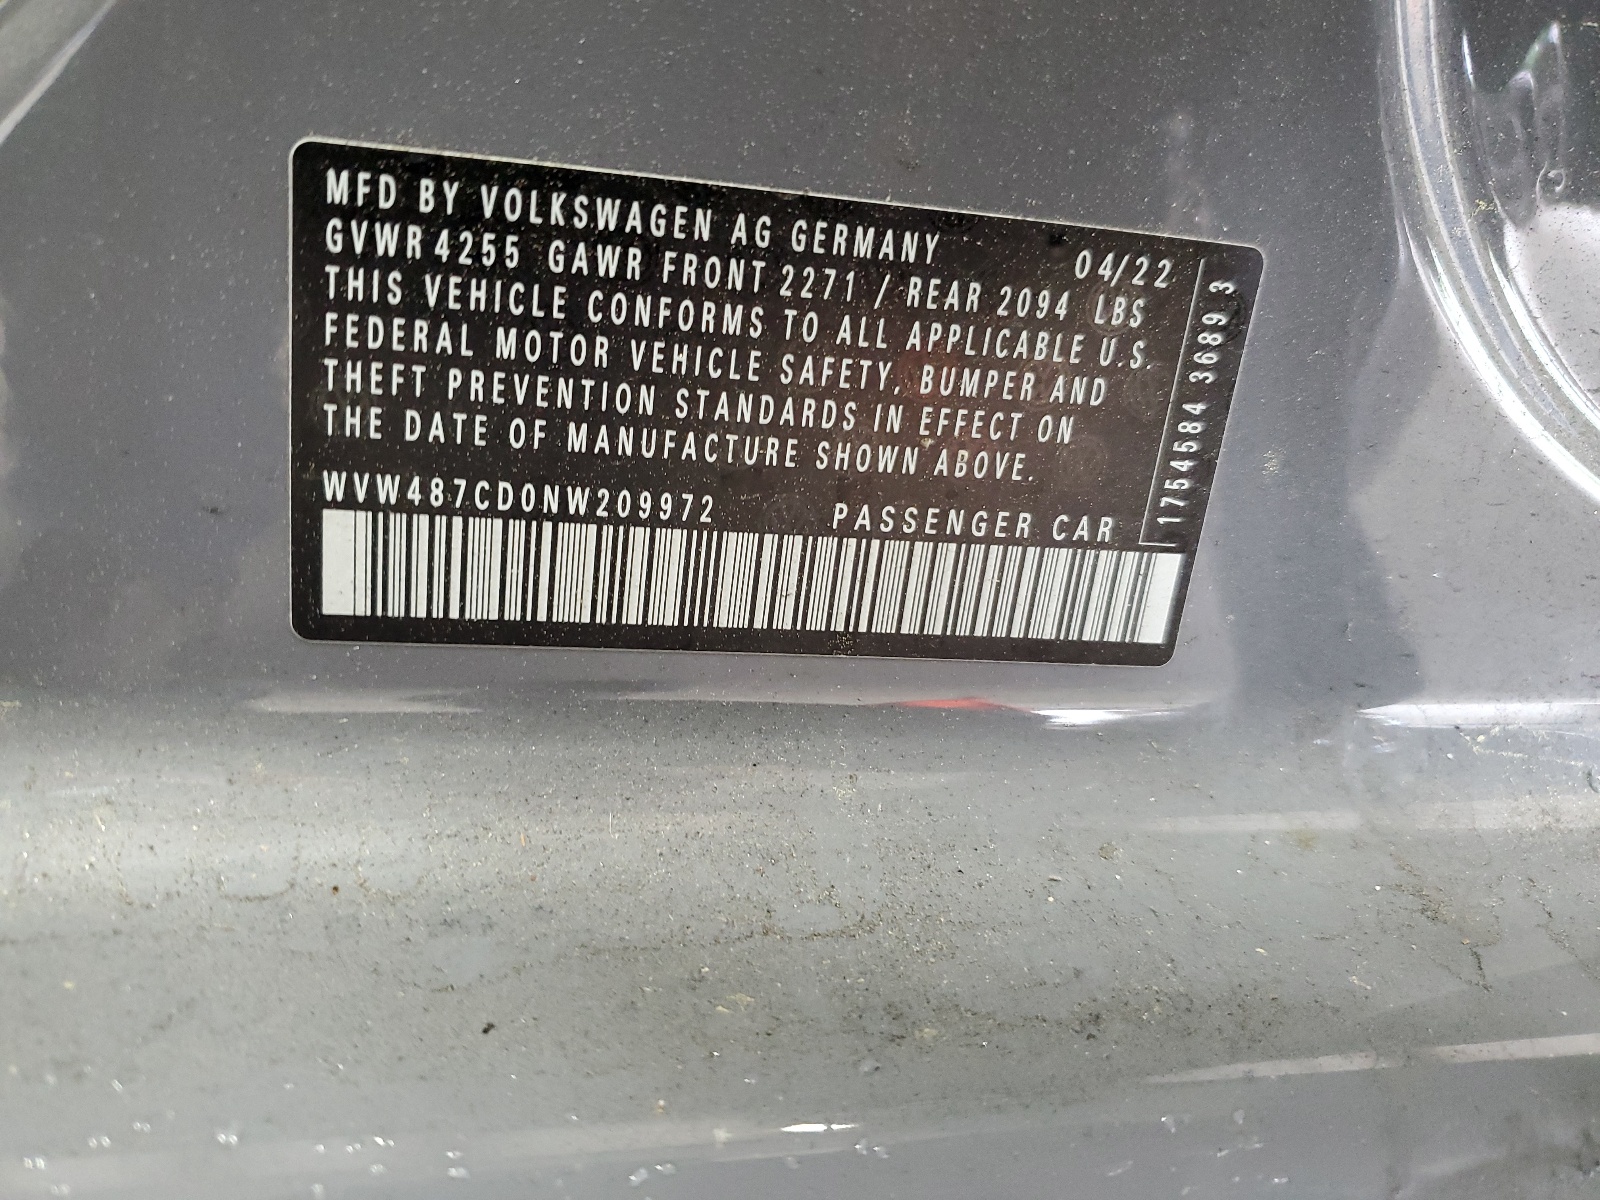 MFD BY VOLKSWAGEN AG GERMANY 04/22
GVWR 4255 GAWR FRONT 2271 / REAR 2094 LBS
THIS VEHICLE CONFORMS TO ALL APPLICABLE U.S.
FEDERAL MOTOR VEHICLE SAFETY, BUMPER AND
THEFT PREVENTION STANDARDS IN EFFECT ON
THE DATE OF MANUFACTURE SHOWN ABOVE.
WVW487CD0NW209972 PASSENGER CAR
1754584 3689 3